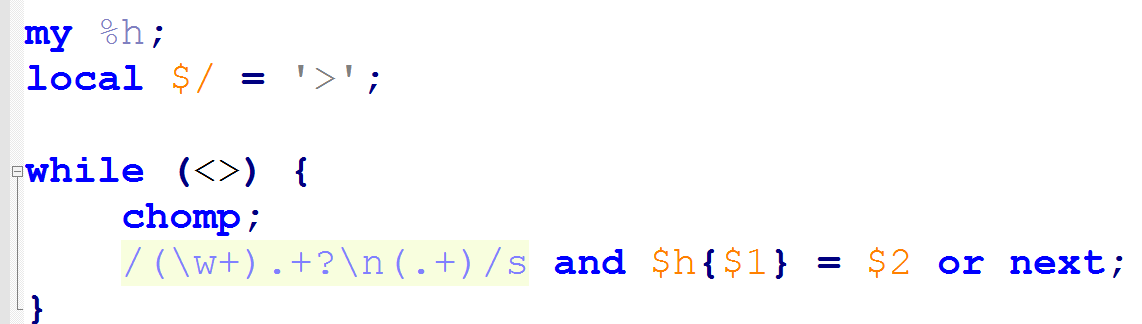 my %h;
local $/ = '>';
while (<>) {
chomp;
/(\w+).+?\n(.+)/s and $h{$1} = $2 or next;
}